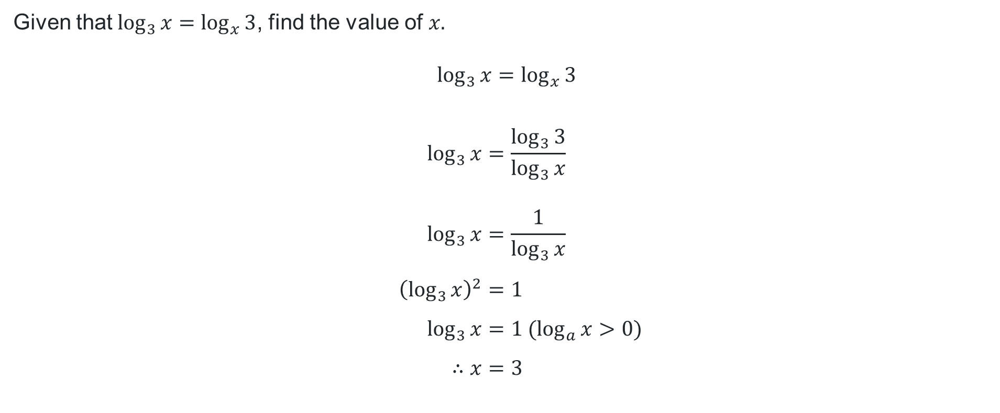 Given that log₃ x = logₓ 3, find the value of x.
log₃ x = logₓ 3
log₃ x = log₃ 3 / log₃ x
log₃ x = 1 / log₃ x
(log₃ x)² = 1
log₃ x = 1 (logₐ x > 0)
∴ x = 3